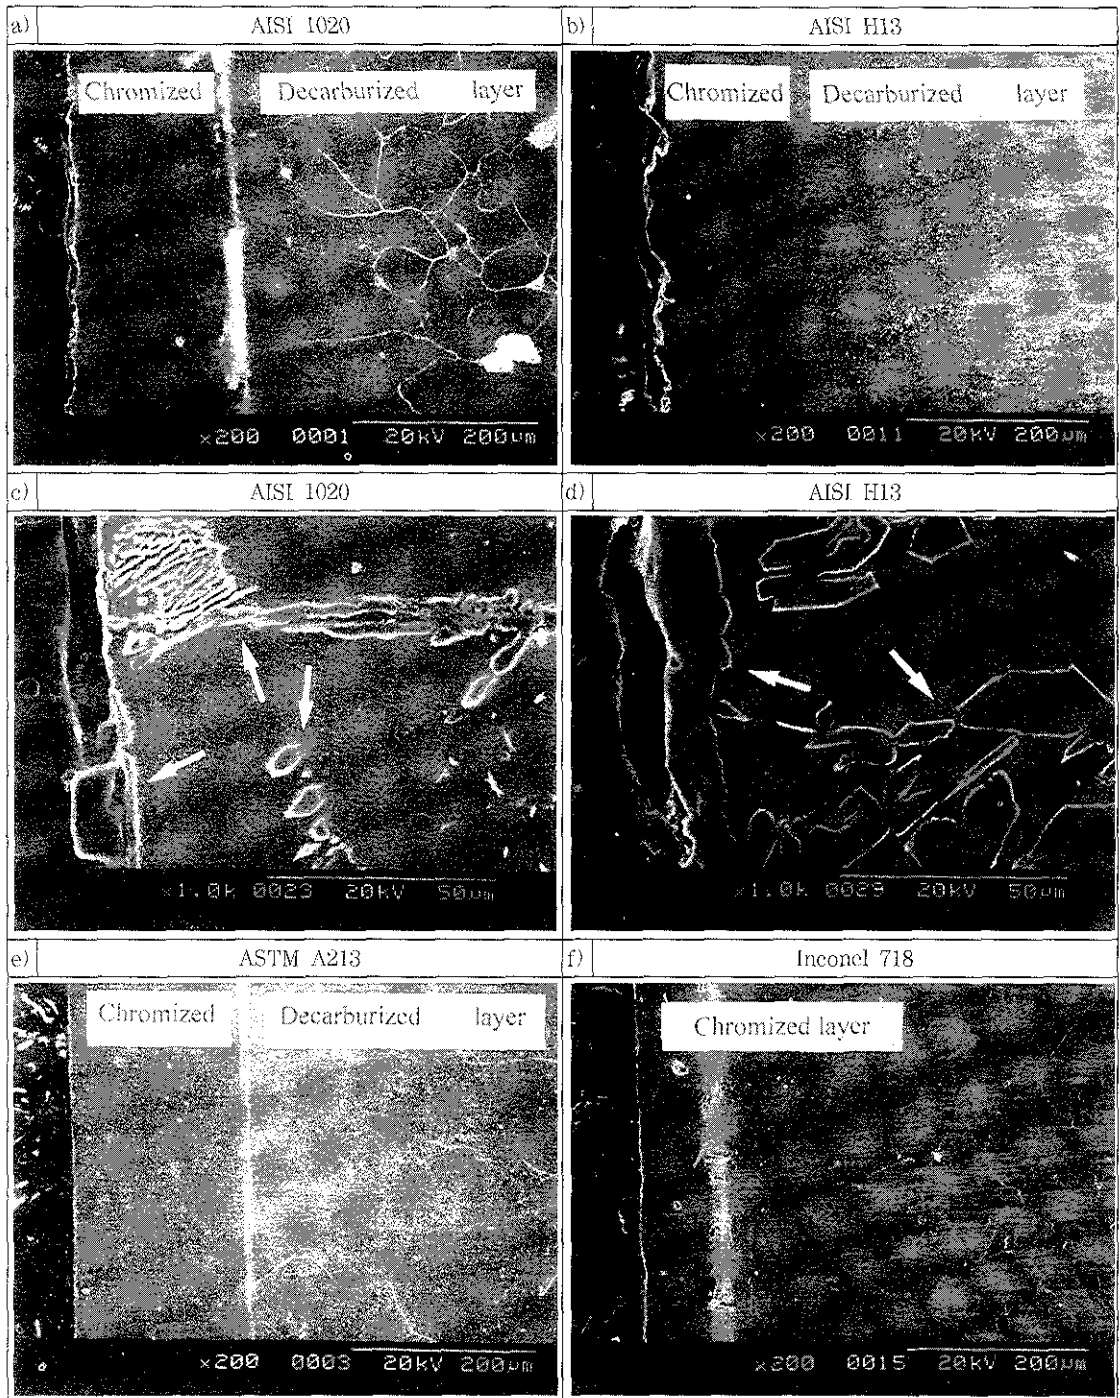 a) AISI 1020
b) AISI H13
Chromized Decarburized layer
Chromized Decarburized layer
×200 0001 20kV 200μm
×200 0011 20kV 200μm
c) AISI 1020
d) AISI H13
×1.0k 0023 20kV 50μm
×1.0k 0029 20kV 50μm
e) ASTM A213
f) Inconel 718
Chromized Decarburized layer
Chromized layer
×200 0003 20kV 200μm
×200 0015 20kV 200μm